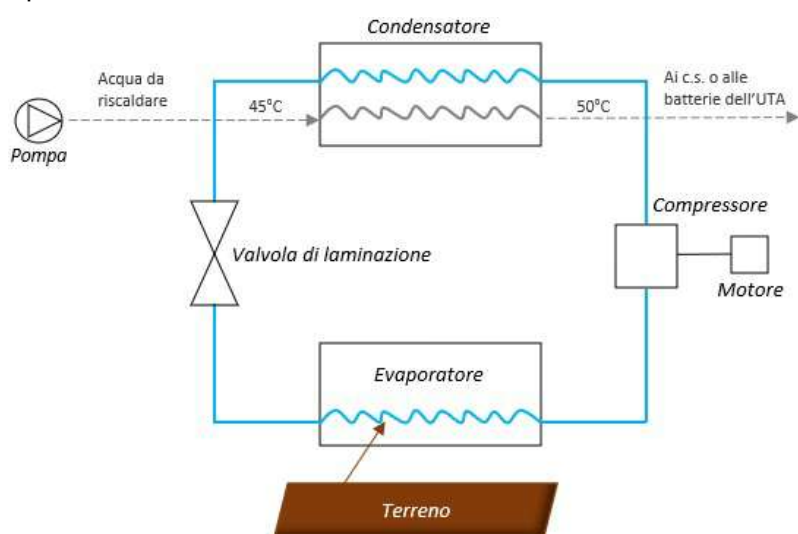 Condensatore
Acqua da
riscaldare
45°C
50°C
Ai c.s. o alle
batterie dell'UTA
Pompa
Compressore
Valvola di laminazione
Motore
Evaporatore
Terreno